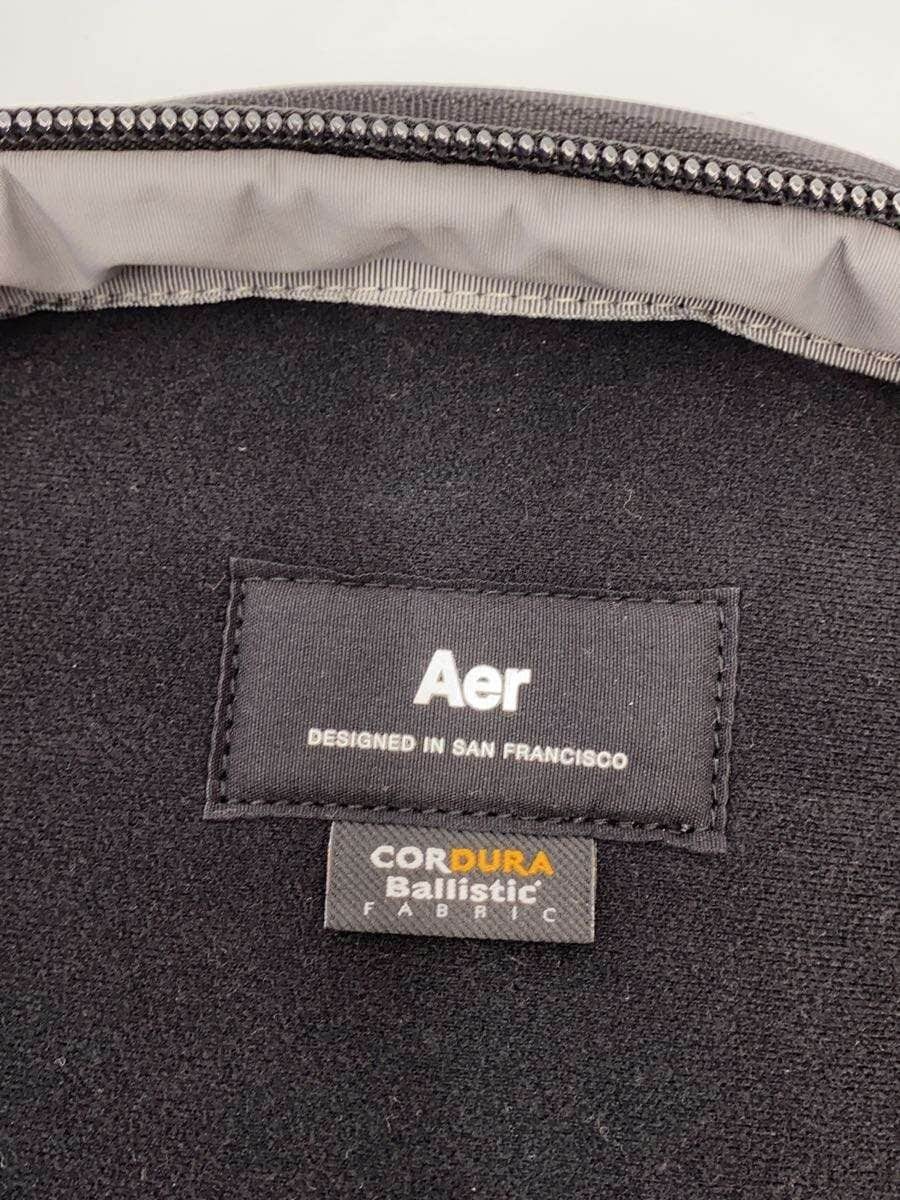 Aer
DESIGNED IN SAN FRANCISCO
CORDURA
Ballistic
FABRIC